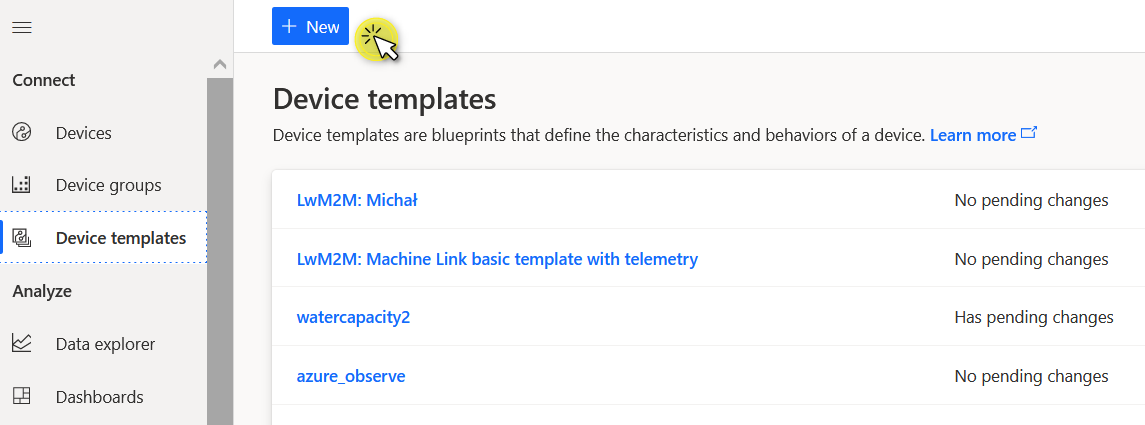 + New
Connect
Devices
Device groups
Device templates
Analyze
Data explorer
Dashboards
Device templates
Device templates are blueprints that define the characteristics and behaviors of a device. Learn more
LwM2M: Michał No pending changes
LwM2M: Machine Link basic template with telemetry No pending changes
watercapacity2 Has pending changes
azure_observe No pending changes